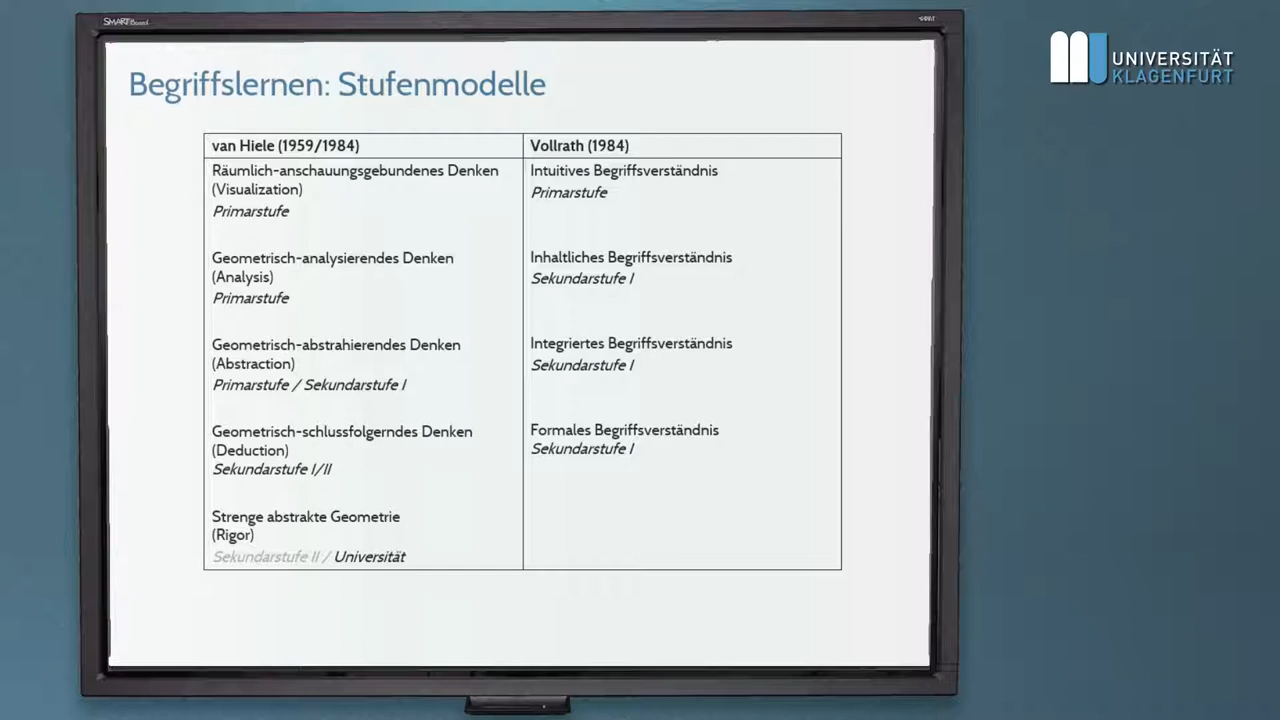 SMART Board
UNIVERSITÄT
KLAGENFURT
Begriffslernen: Stufenmodelle
van Hiele (1959/1984)
Vollrath (1984)
Räumlich-anschauungsgebundenes Denken
(Visualization)
Primarstufe
Intuitives Begriffsverständnis
Primarstufe
Geometrisch-analysierendes Denken
(Analysis)
Primarstufe
Inhaltliches Begriffsverständnis
Sekundarstufe I
Geometrisch-abstrahierendes Denken
(Abstraction)
Primarstufe / Sekundarstufe I
Integriertes Begriffsverständnis
Sekundarstufe I
Geometrisch-schlussfolgerndes Denken
(Deduction)
Sekundarstufe I/II
Formales Begriffsverständnis
Sekundarstufe I
Strenge abstrakte Geometrie
(Rigor)
Sekundarstufe II / Universität